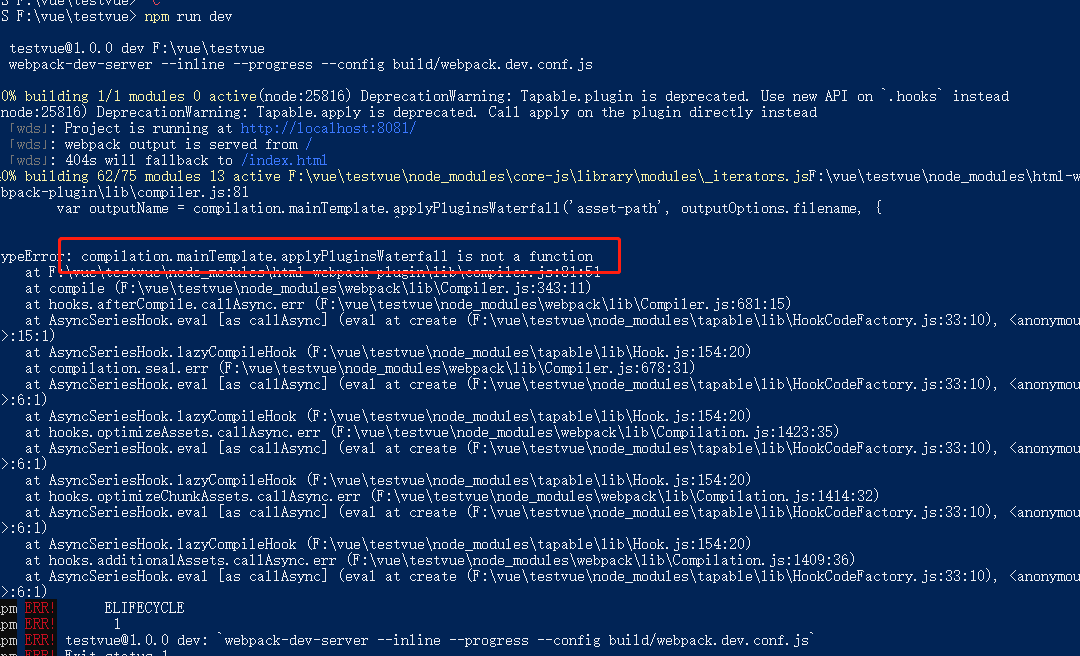 S F:\vue\testvue> ^C
S F:\vue\testvue> npm run dev
testvue@1.0.0 dev F:\vue\testvue
webpack-dev-server --inline --progress --config build/webpack.dev.conf.js
0% building 1/1 modules 0 active(node:25816) DeprecationWarning: Tapable.plugin is deprecated. Use new API on `.hooks` instead
node:25816) DeprecationWarning: Tapable.apply is deprecated. Call apply on the plugin directly instead
「wds」: Project is running at http://localhost:8081/
「wds」: webpack output is served from /
「wds」: 404s will fallback to /index.html
40% building 62/75 modules 13 active F:\vue\testvue\node_modules\core-js\library\modules\_iterators.jsF:\vue\testvue\node_modules\html-w
bpack-plugin\lib\compiler.js:81
var outputName = compilation.mainTemplate.applyPluginsWaterfall('asset-path', outputOptions.filename, {
^
ypeError: compilation.mainTemplate.applyPluginsWaterfall is not a function
at F:\vue\testvue\node_modules\html-webpack-plugin\lib\compiler.js:81:51
at compile (F:\vue\testvue\node_modules\webpack\lib\Compiler.js:343:11)
at hooks.afterCompile.callAsync.err (F:\vue\testvue\node_modules\webpack\lib\Compiler.js:681:15)
at AsyncSeriesHook.eval [as callAsync] (eval at create (F:\vue\testvue\node_modules\tapable\lib\HookCodeFactory.js:33:10), <anonymou
>:15:1)
at AsyncSeriesHook.lazyCompileHook (F:\vue\testvue\node_modules\tapable\lib\Hook.js:154:20)
at compilation.seal.err (F:\vue\testvue\node_modules\webpack\lib\Compiler.js:678:31)
at AsyncSeriesHook.eval [as callAsync] (eval at create (F:\vue\testvue\node_modules\tapable\lib\HookCodeFactory.js:33:10), <anonymou
>:6:1)
at AsyncSeriesHook.lazyCompileHook (F:\vue\testvue\node_modules\tapable\lib\Hook.js:154:20)
at hooks.optimizeAssets.callAsync.err (F:\vue\testvue\node_modules\webpack\lib\Compilation.js:1423:35)
at AsyncSeriesHook.eval [as callAsync] (eval at create (F:\vue\testvue\node_modules\tapable\lib\HookCodeFactory.js:33:10), <anonymou
>:6:1)
at AsyncSeriesHook.lazyCompileHook (F:\vue\testvue\node_modules\tapable\lib\Hook.js:154:20)
at hooks.optimizeChunkAssets.callAsync.err (F:\vue\testvue\node_modules\webpack\lib\Compilation.js:1414:32)
at AsyncSeriesHook.eval [as callAsync] (eval at create (F:\vue\testvue\node_modules\tapable\lib\HookCodeFactory.js:33:10), <anonymou
>:6:1)
at AsyncSeriesHook.lazyCompileHook (F:\vue\testvue\node_modules\tapable\lib\Hook.js:154:20)
at hooks.additionalAssets.callAsync.err (F:\vue\testvue\node_modules\webpack\lib\Compilation.js:1409:36)
at AsyncSeriesHook.eval [as callAsync] (eval at create (F:\vue\testvue\node_modules\tapable\lib\HookCodeFactory.js:33:10), <anonymou
>:6:1)
pm ERR! ELIFECYCLE
pm ERR! 1
pm ERR! testvue@1.0.0 dev: `webpack-dev-server --inline --progress --config build/webpack.dev.conf.js`
pm ERR! Exit status 1